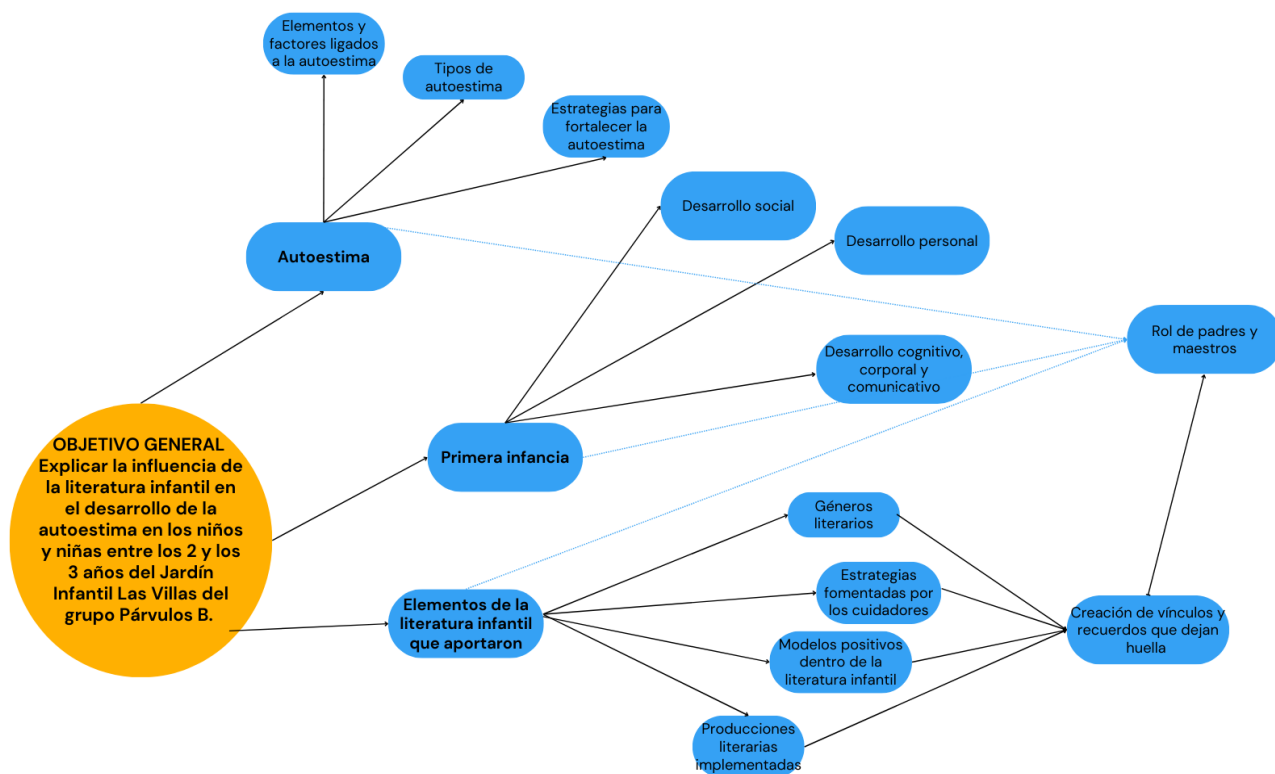 Elementos y
factores ligados
a la autoestima
Tipos de
autoestima
Estrategias para
fortalecer la
autoestima
Autoestima
Desarrollo social
Desarrollo personal
Desarrollo cognitivo,
corporal y
comunicativo
Rol de padres y
maestros
Primera infancia
OBJETIVO GENERAL
Explicar la influencia de
la literatura infantil en
el desarrollo de la
autoestima en los niños
y niñas entre los 2 y los
3 años del Jardín
Infantil Las Villas del
grupo Párvulos B.
Elementos de la
literatura infantil
que aportaron
Géneros
literarios
Estrategias
fomentadas por
los cuidadores
Modelos positivos
dentro de la
literatura infantil
Producciones
literarias
implementadas
Creación de vínculos y
recuerdos que dejan
huella